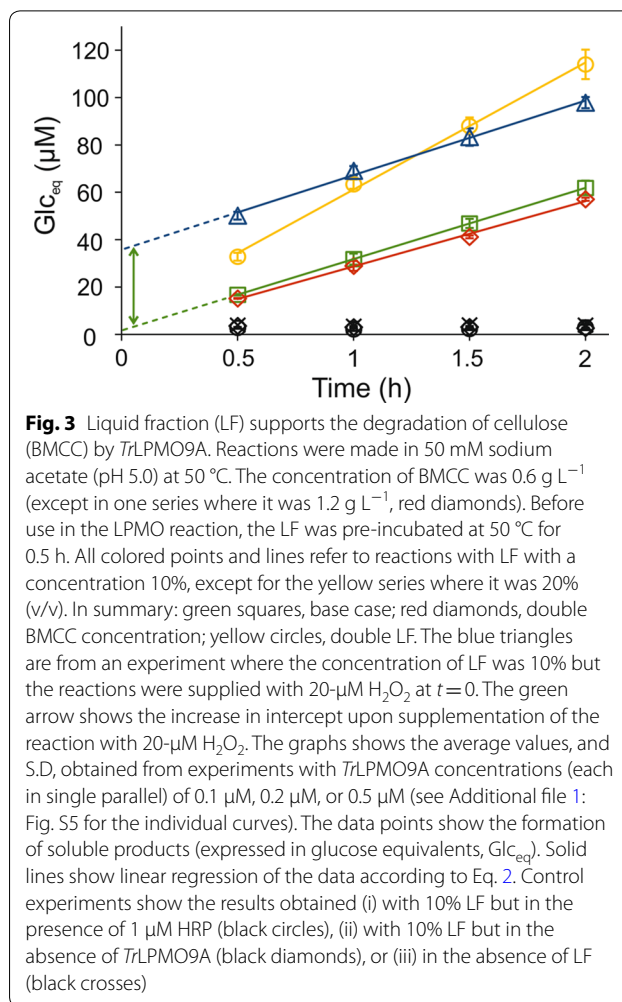 120
100
80
60
40
20
0
Glc_eq (µM)
0 0.5 1 1.5 2
Time (h)
Fig. 3 Liquid fraction (LF) supports the degradation of cellulose
(BMCC) by TrLPMO9A. Reactions were made in 50 mM sodium
acetate (pH 5.0) at 50 °C. The concentration of BMCC was 0.6 g L⁻¹
(except in one series where it was 1.2 g L⁻¹, red diamonds). Before
use in the LPMO reaction, the LF was pre-incubated at 50 °C for
0.5 h. All colored points and lines refer to reactions with LF with a
concentration 10%, except for the yellow series where it was 20%
(v/v). In summary: green squares, base case; red diamonds, double
BMCC concentration; yellow circles, double LF. The blue triangles
are from an experiment where the concentration of LF was 10% but
the reactions were supplied with 20-µM H₂O₂ at t = 0. The green
arrow shows the increase in intercept upon supplementation of the
reaction with 20-µM H₂O₂. The graphs shows the average values, and
S.D, obtained from experiments with TrLPMO9A concentrations (each
in single parallel) of 0.1 µM, 0.2 µM, or 0.5 µM (see Additional file 1:
Fig. S5 for the individual curves). The data points show the formation
of soluble products (expressed in glucose equivalents, Glc_eq). Solid
lines show linear regression of the data according to Eq. 2. Control
experiments show the results obtained (i) with 10% LF but in the
presence of 1 µM HRP (black circles), (ii) with 10% LF but in the
absence of TrLPMO9A (black diamonds), or (iii) in the absence of LF
(black crosses)